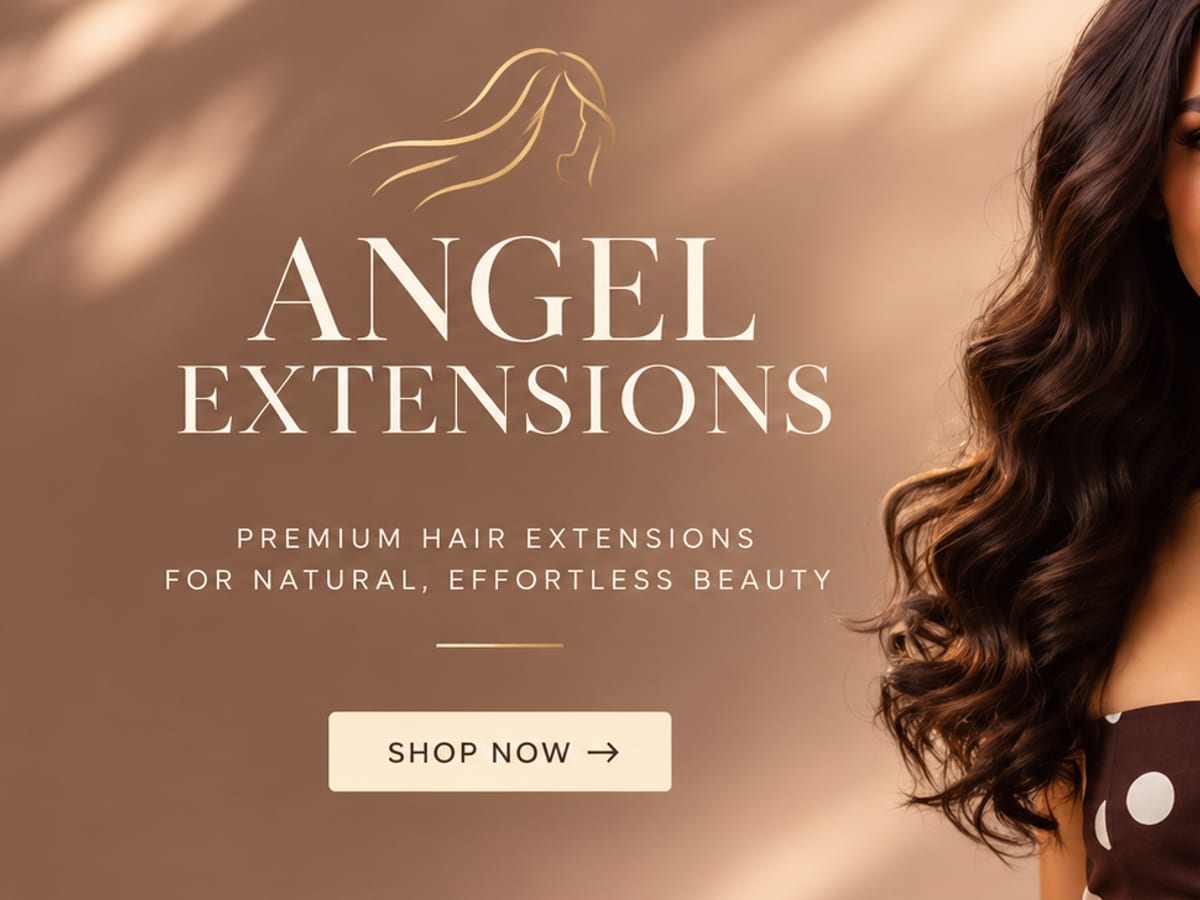 ANGEL
EXTENSIONS
PREMIUM HAIR EXTENSIONS
FOR NATURAL, EFFORTLESS BEAUTY
SHOP NOW →